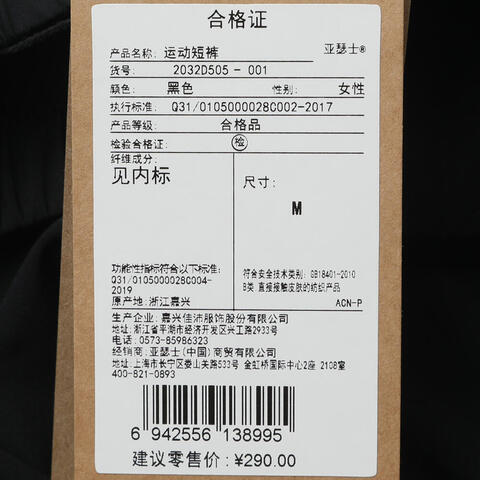 合格证
产品名称: 运动短裤 亚瑟士®
货号: 2032D505 - 001
颜色: 黑色 性别: 女性
执行标准: Q31/0105000028C002-2017
产品等级: 合格品
检验合格证: 检
纤维成分:
见内标
尺寸:
M
功能性指标符合以下标准:
Q31/0105000028C004-
2019
原产地:浙江嘉兴
符合安全技术类别: GB18401-2010
B类 直接接触皮肤的纺织产品
ACN-P
生产企业: 嘉兴佳沛服饰股份有限公司
地址:浙江省平湖市经济开发区兴工路2933号
电话:0573-85986323
经销商: 亚瑟士(中国)商贸有限公司
地址:上海市长宁区娄山关路533号 金虹桥国际中心2座 2108室
400-821-0893
6 942556 138995
建议零售价: ¥290.00